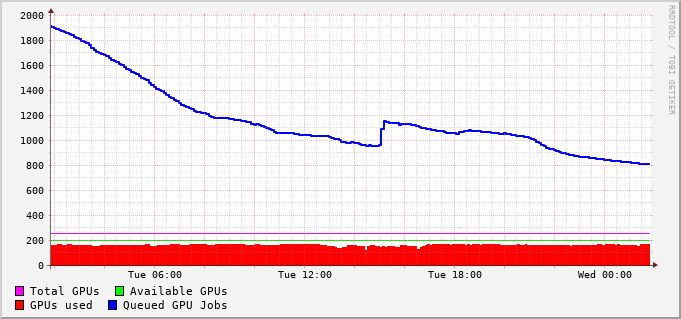 2000
1800
1600
1400
1200
1000
800
600
400
200
0
Tue 06:00 Tue 12:00 Tue 18:00 Wed 00:00
Total GPUs Available GPUs
GPUs used Queued GPU Jobs
RRDTOOL / TOBI OETIKER